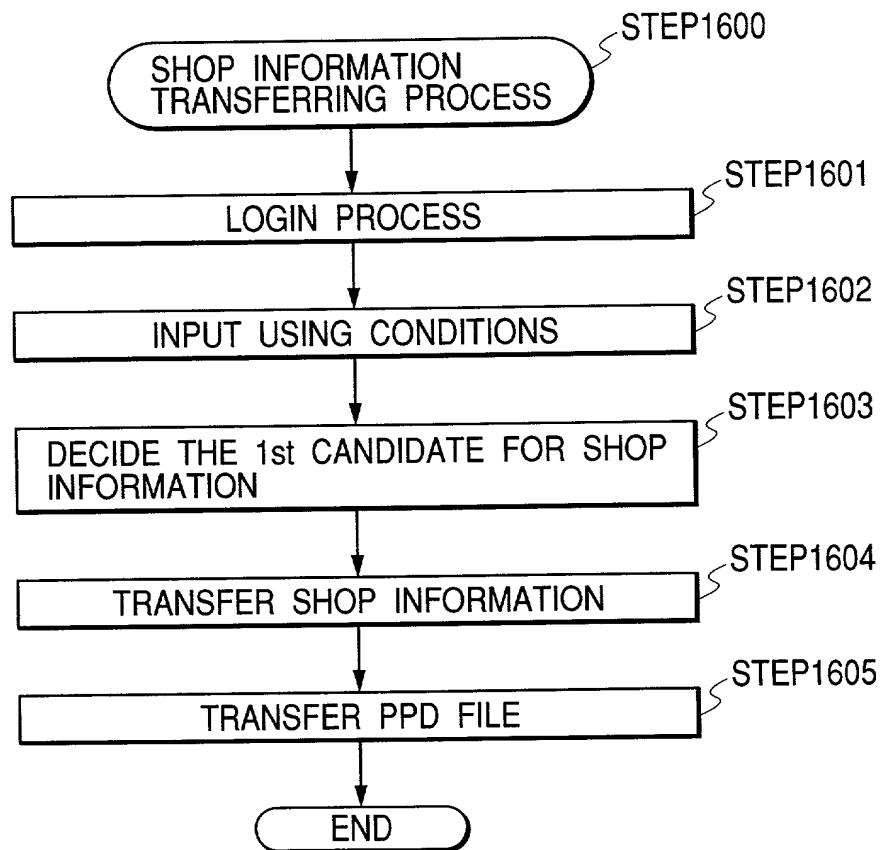 STEP1600
SHOP INFORMATION
TRANSFERRING PROCESS
STEP1601
LOGIN PROCESS
STEP1602
INPUT USING CONDITIONS
STEP1603
DECIDE THE 1st CANDIDATE FOR SHOP
INFORMATION
STEP1604
TRANSFER SHOP INFORMATION
STEP1605
TRANSFER PPD FILE
END